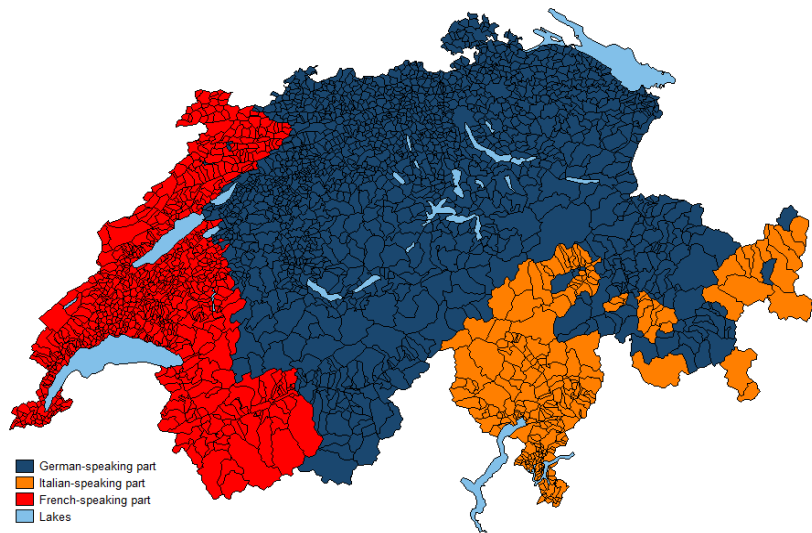 German-speaking part
Italian-speaking part
French-speaking part
Lakes